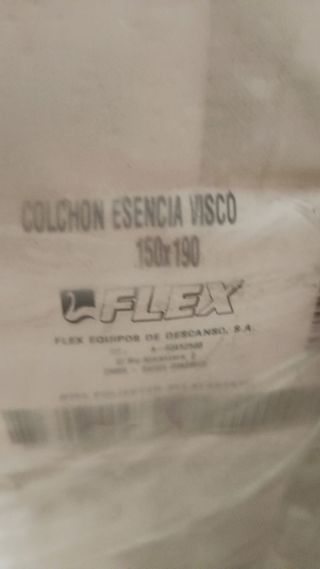 COLCHON ESENCIA VISCO
150x190
FLEX
FLEX EQUIPOS DE DESCANSO, S.A.